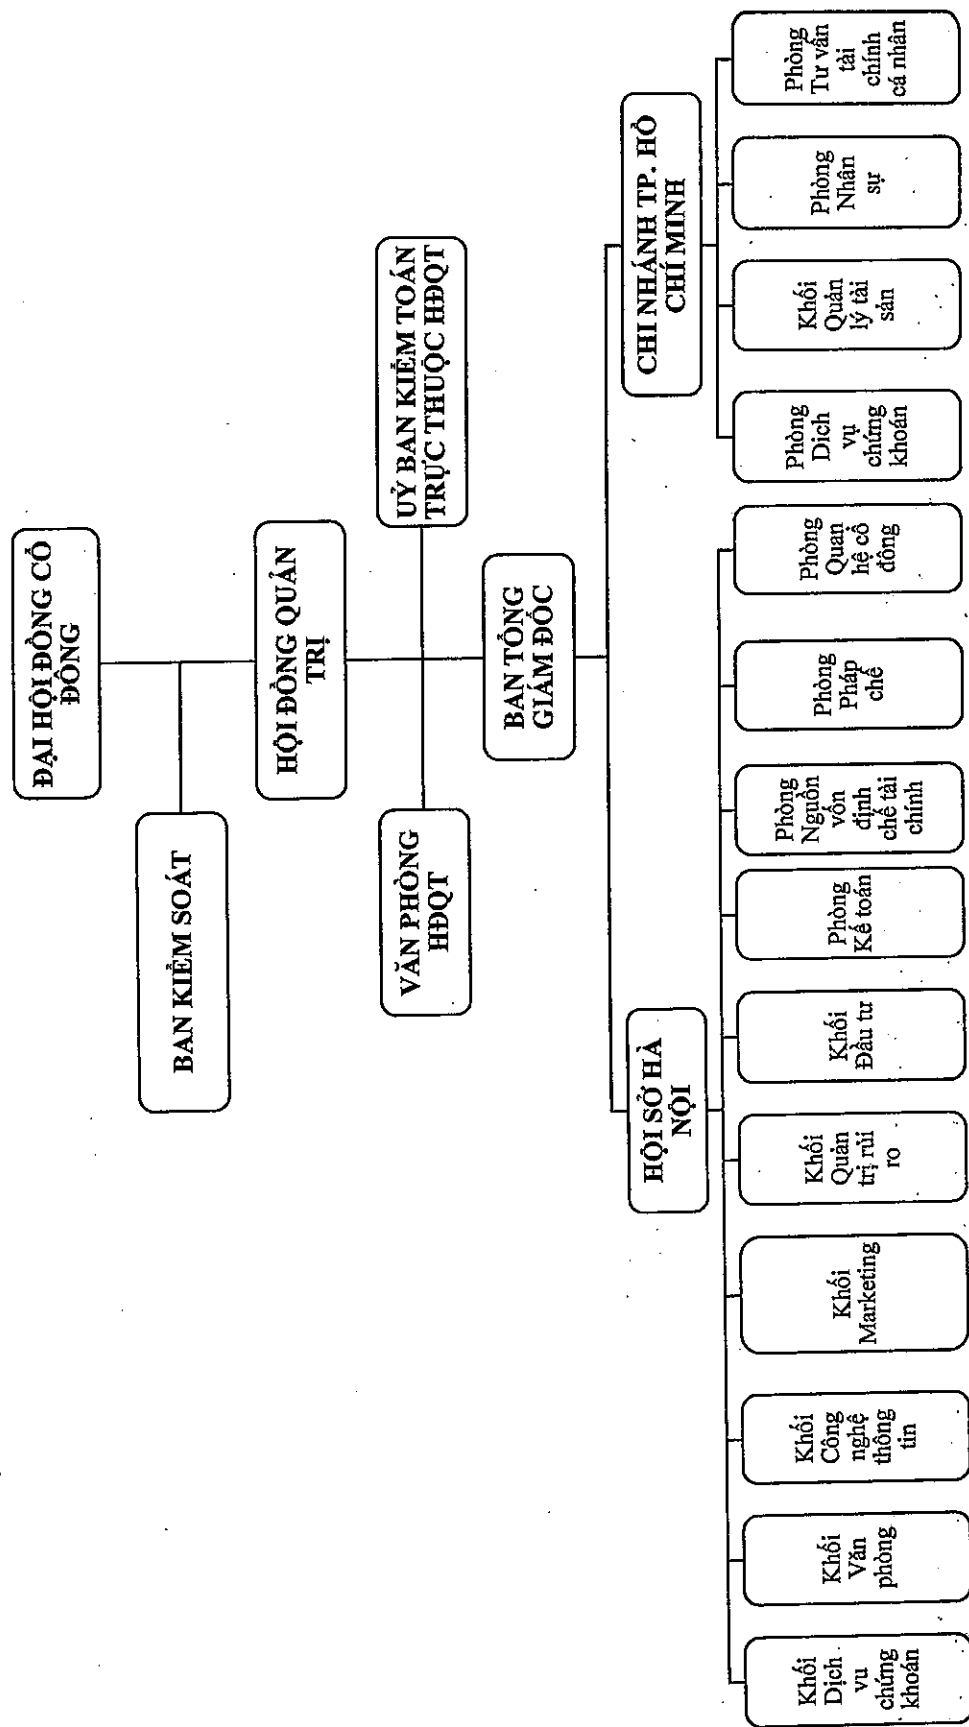 ĐẠI HỘI ĐỒNG CỔ
ĐÔNG
BAN KIỂM SOÁT
HỘI ĐỒNG QUẢN
TRỊ
VĂN PHÒNG
HĐQT
UỶ BAN KIỂM TOÁN
TRỰC THUỘC HĐQT
BAN TỔNG
GIÁM ĐỐC
HỘI SỞ HÀ
NỘI
CHI NHÁNH TP. HỒ
CHÍ MINH
Khối
Dịch
vu
chứng
khoán
Khối
Văn
phòng
Khối
Công
nghệ
thông
tin
Khối
Marketing
Khối
Quản
trị rủi
ro
Khối
Đầu tư
Phòng
Kế toán
Phòng
Nguồn
vốn
định
chế tài
chính
Phòng
Pháp
chế
Phòng
Quan
hệ cổ
đông
Phòng
Dich
vụ
chứng
khoán
Khối
Quản
lý tài
sản
Phòng
Nhân
sự
Phòng
Tư vấn
tài
chính
cá nhân